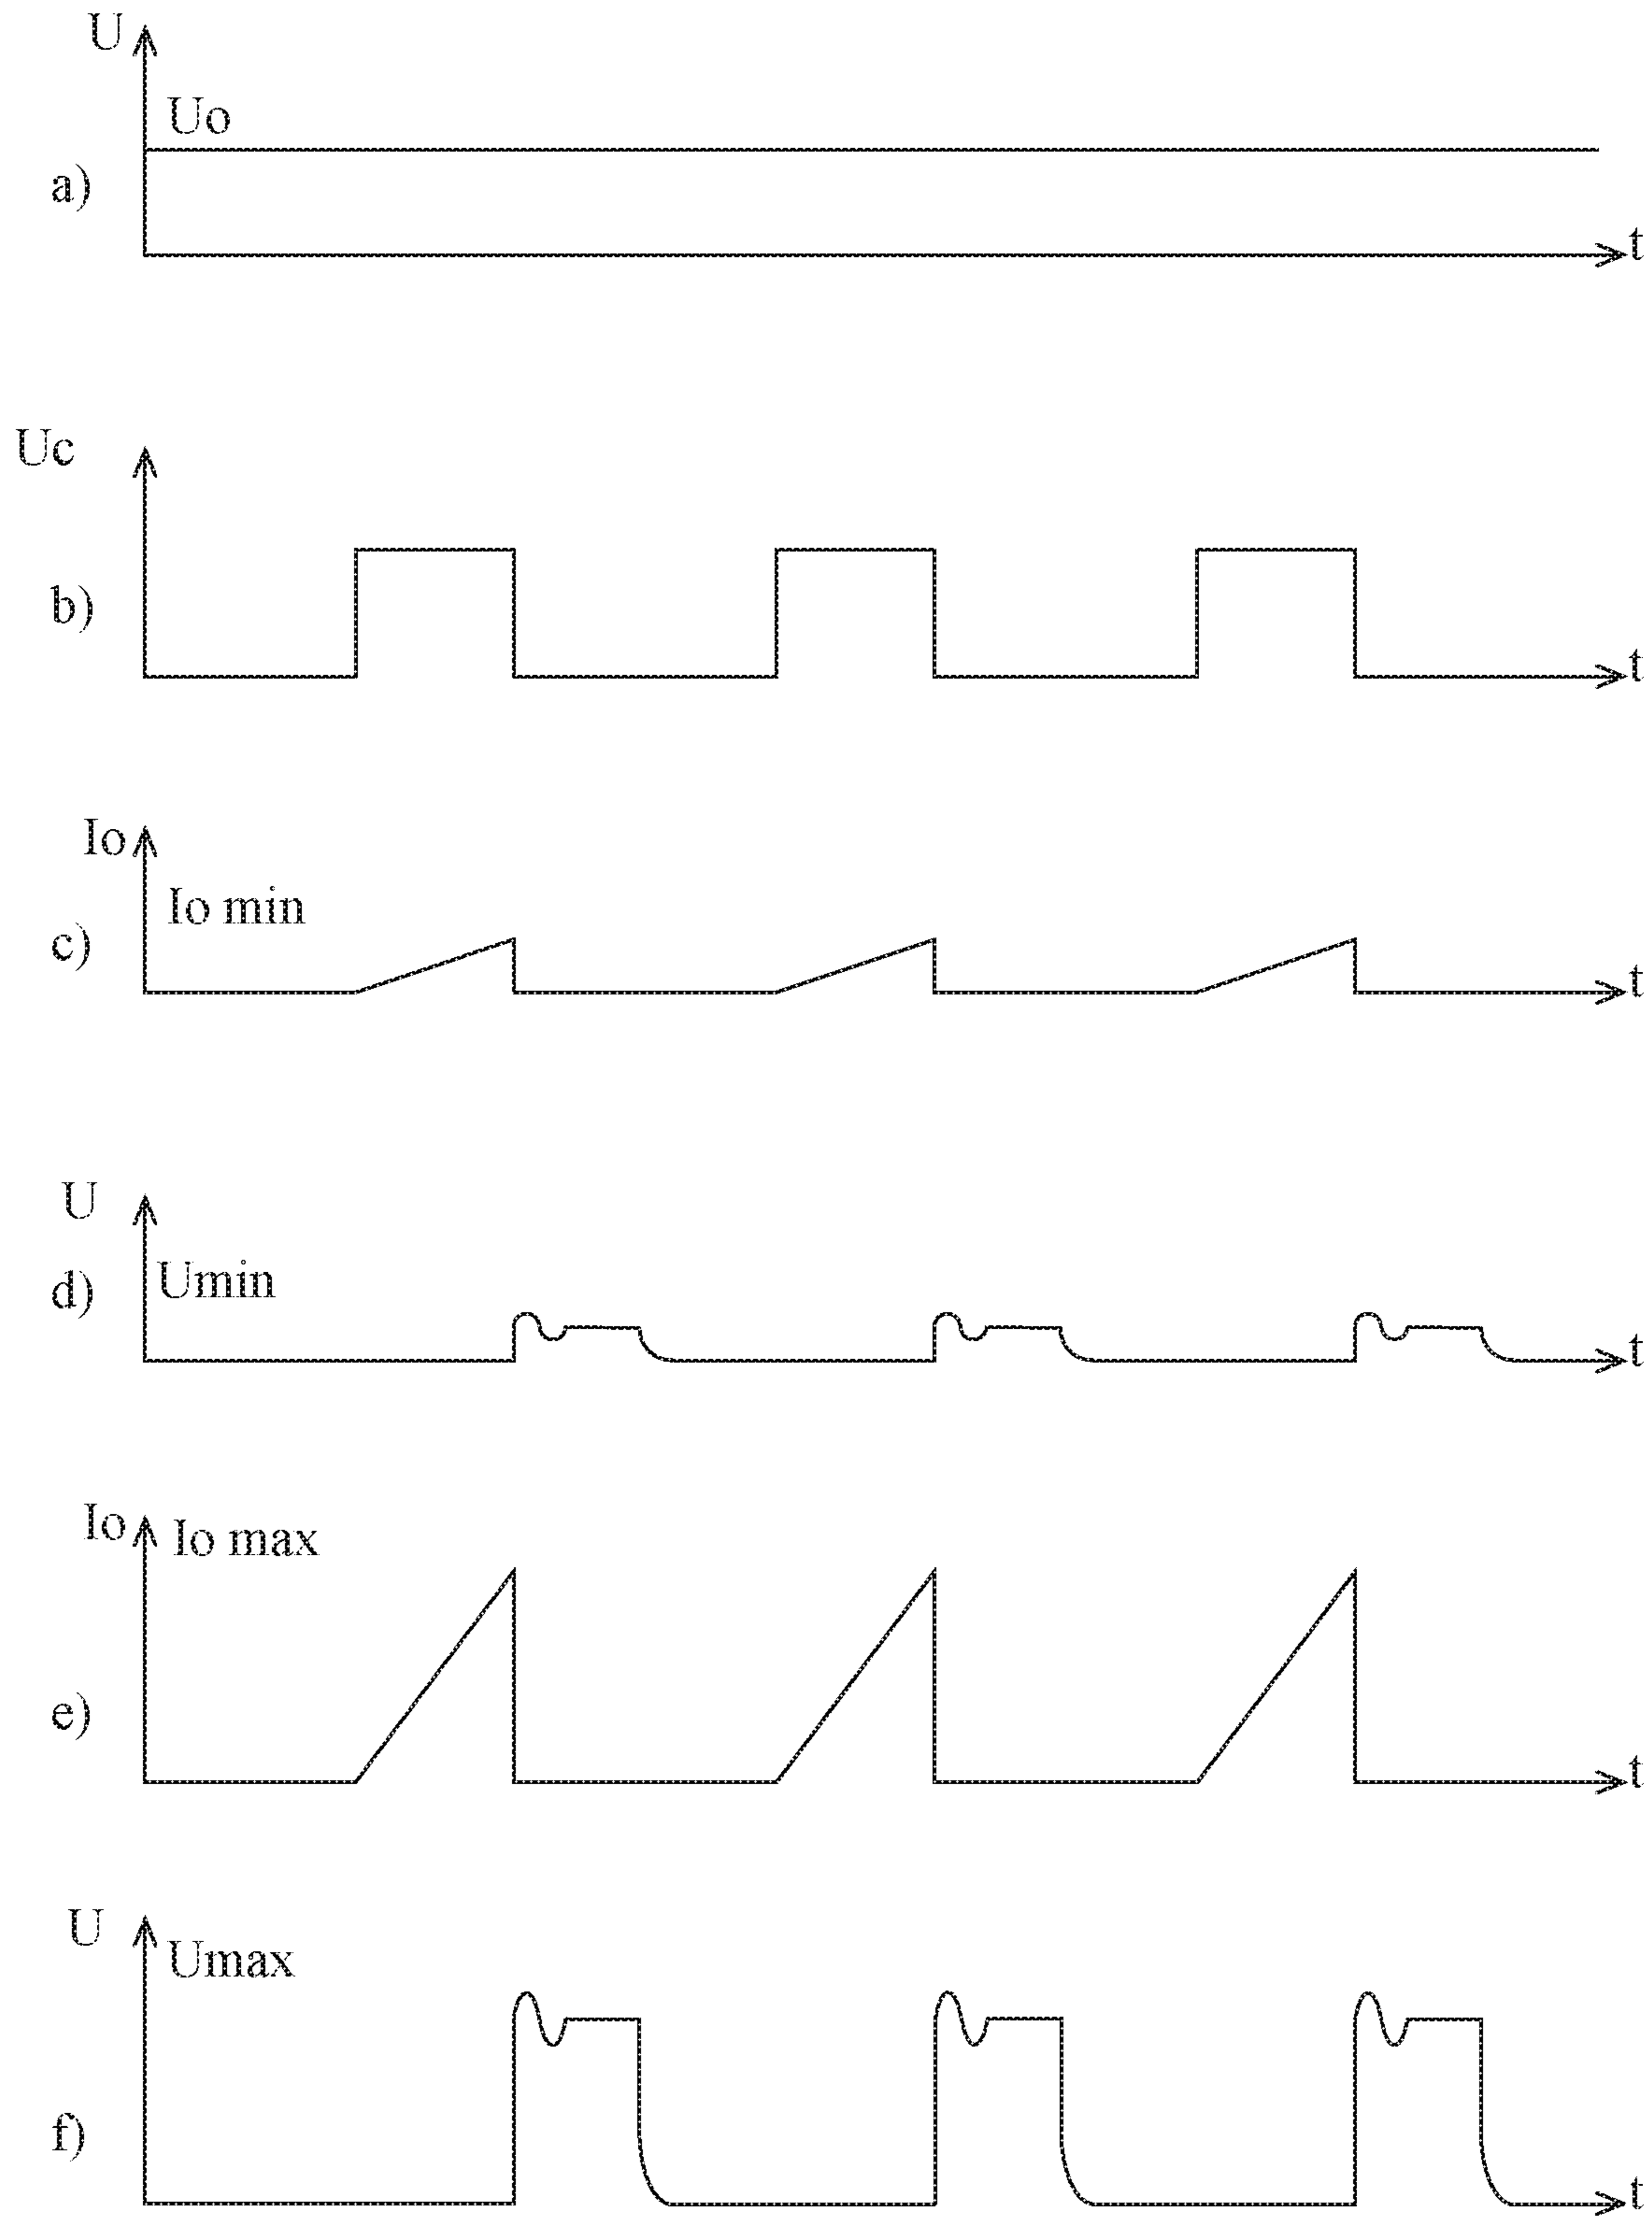 U
Uo
a)
t
Uc
b)
t
Io
Io min
c)
t
U
Umin
d)
t
Io
Io max
e)
t
U
Umax
f)
t